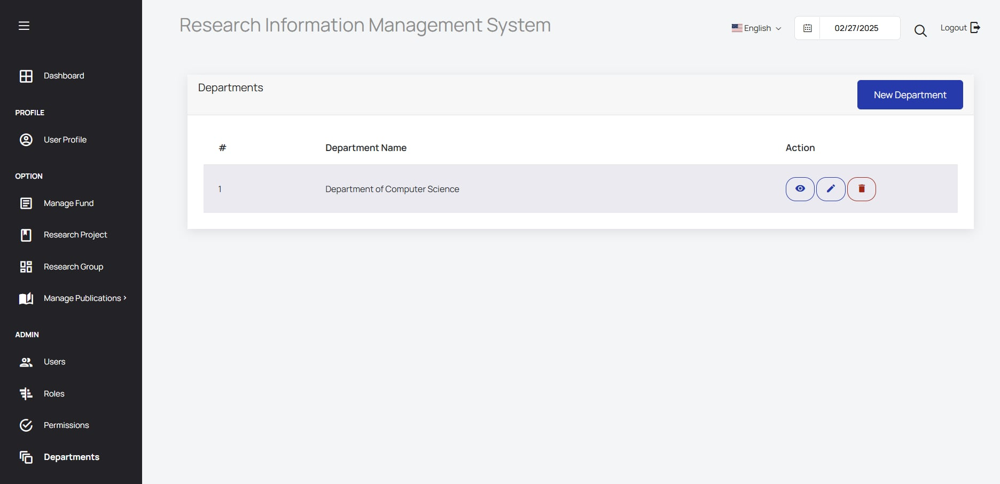 Research Information Management System
English
02/27/2025
Logout
Dashboard
PROFILE
User Profile
OPTION
Manage Fund
Research Project
Research Group
Manage Publications >
ADMIN
Users
Roles
Permissions
Departments
Departments
New Department
# Department Name Action
1 Department of Computer Science